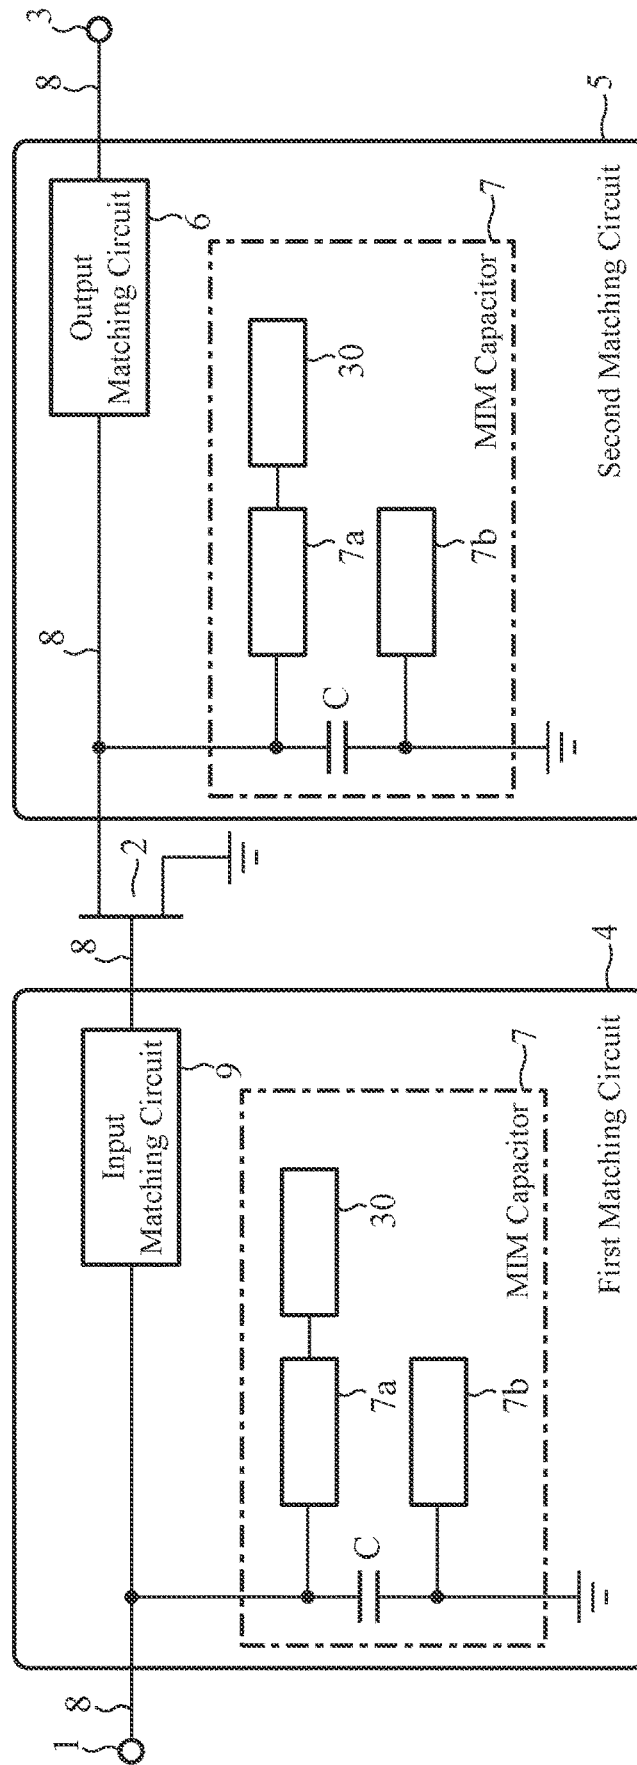 1
8
Input
Matching Circuit
9
C
7a
30
7b
MIM Capacitor
7
First Matching Circuit
4
8
2
8
Output
Matching Circuit
6
8
3
C
7a
30
7b
MIM Capacitor
7
Second Matching Circuit
5